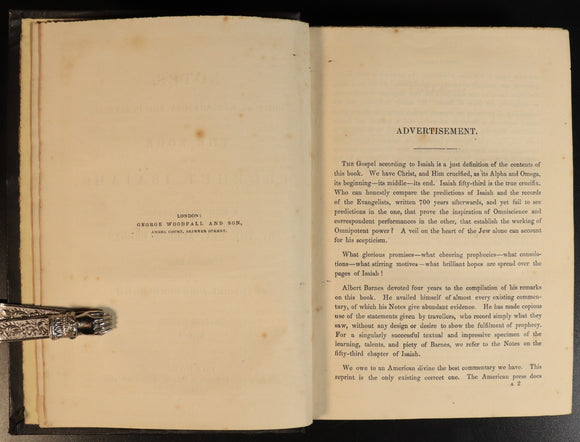 LONDON:
GEORGE WOODFALL AND SON,
ANGEL COURT, SKINNER STREET.
ADVERTISEMENT.
THE Gospel according to Isaiah is a just definition of the contents
of this book. We have Christ, and Him crucified, as its Alpha and Omega,
its beginning—its middle—its end. Isaiah fifty-third is the true crucifix.
Who can honestly compare the predictions of Isaiah and the records
of the Evangelists, written 700 years afterwards, and yet fail to see
predictions in the one, that prove the inspiration of Omniscience and
correspondent performances in the other, that establish the working of
Omnipotent power? A veil on the heart of the Jew alone can account
for his scepticism.
What glorious promises—what cheering prophecies—what consola-
tions—what stirring motives—what brilliant hopes are spread over the
pages of Isaiah!
Albert Barnes devoted four years to the compilation of his remarks
on this book. He availed himself of almost every existing commen-
tary, of which his Notes give abundant evidence. He has made copious
use of the statements given by travellers, who record simply what they
saw, without any design or desire to show the fulfilment of prophecy.
For a singularly successful textual and impressive specimen of the
learning, talents, and piety of Barnes, we refer to the Notes on the
fifty-third chapter of Isaiah.
We owe to an American divine the best commentary we have. This
reprint is the only existing correct one. The American press does
A 2